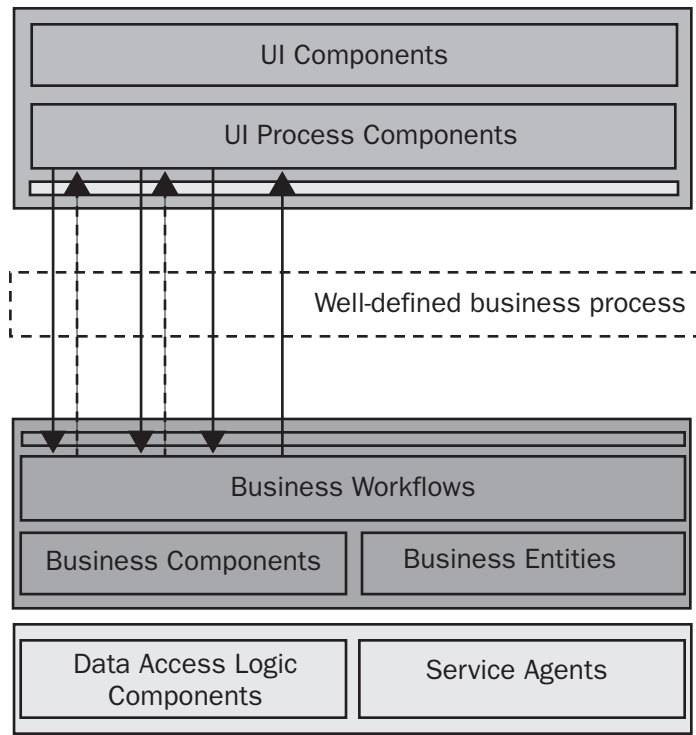 UI Components
UI Process Components
Well-defined business process
Business Workflows
Business Components
Business Entities
Data Access Logic
Components
Service Agents